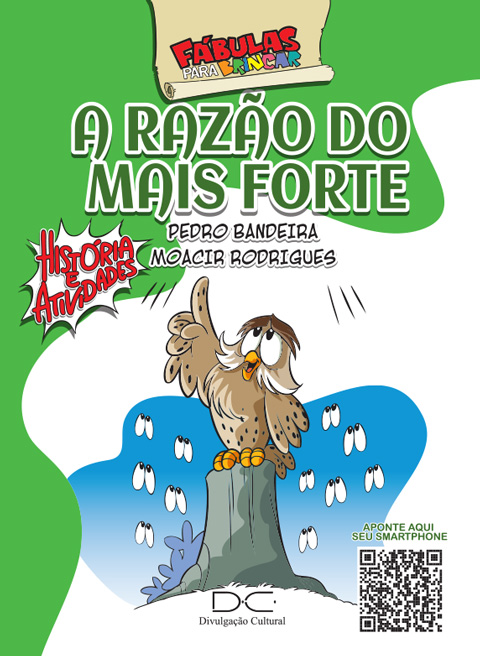 FÁBULAS
PARA BRINCAR
A RAZÃO DO
MAIS FORTE
PEDRO BANDEIRA
MOACIR RODRIGUES
HISTÓRIA
E
ATIVIDADES
APONTE AQUI
SEU SMARTPHONE
D·C·
Divulgação Cultural